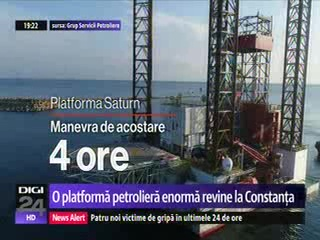 19:22
sursa: Grup Servicii Petroliere
Platforma Saturn
Manevra de acostare
4 ore
DIGI 24 HD
O platformă petrolieră enormă revine la Constanța
News Alert
Patru noi victime de gripă în ultimele 24 de ore